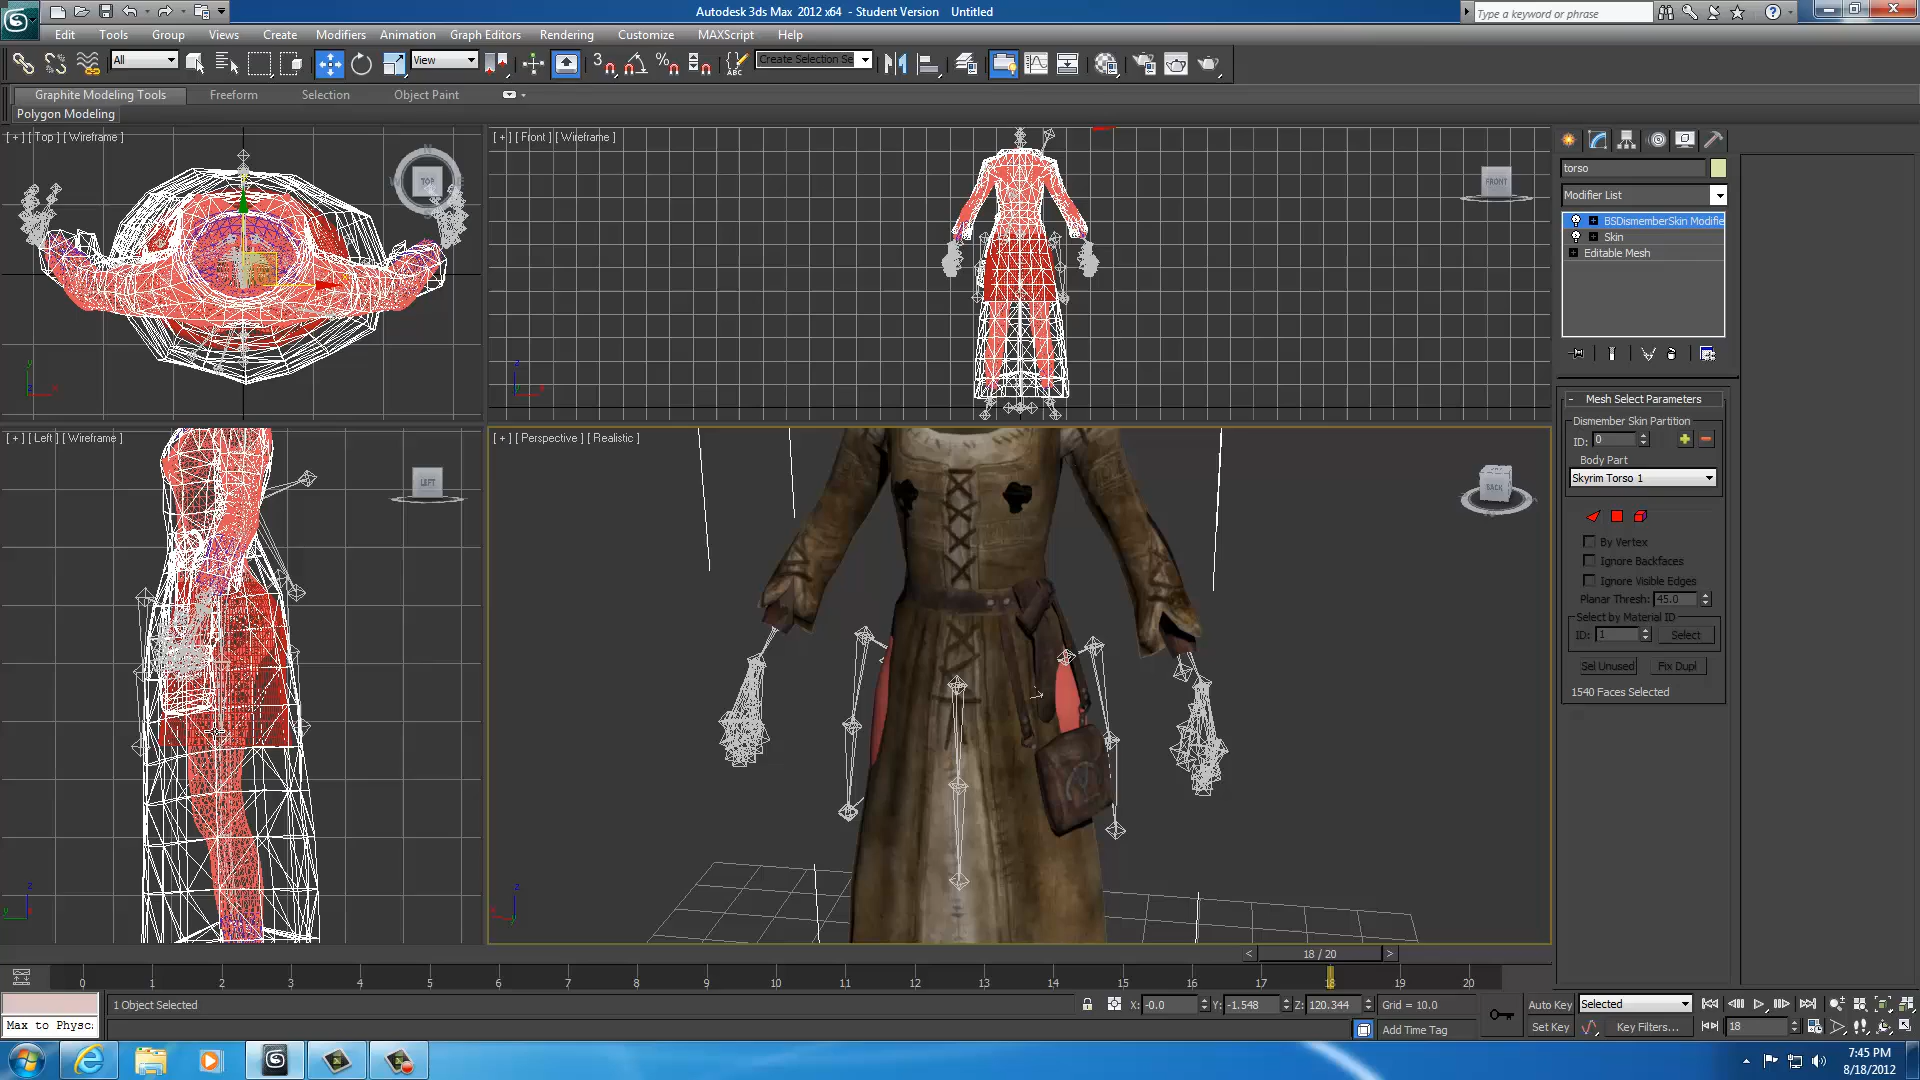 Autodesk 3ds Max 2012 x64 - Student Version Untitled
Type a keyword or phrase
Edit Tools Group Views Create Modifiers Animation Graph Editors Rendering Customize MAXScript Help
All
View
Create Selection Se
Graphite Modeling Tools Freeform Selection Object Paint
Polygon Modeling
[ + ] [ Top ] [ Wireframe ]
TOP
[ + ] [ Front ] [ Wireframe ]
FRONT
[ + ] [ Left ] [ Wireframe ]
LEFT
[ + ] [ Perspective ] [ Realistic ]
BACK
torso
Modifier List
BSDismemberSkin Modifie
Skin
Editable Mesh
- Mesh Select Parameters
Dismember Skin Partition
ID: 0
Body Part
Skyrim Torso 1
By Vertex
Ignore Backfaces
Ignore Visible Edges
Planar Thresh: 45.0
Select by Material ID
ID: 1 Select
Sel Unused Fix Dupl
1540 Faces Selected
< 18 / 20 >
0 1 2 3 4 5 6 7 8 9 10 11 12 13 14 15 16 17 18 19 20
1 Object Selected
X: -0.0 Y: -1.548 Z: 120.344 Grid = 10.0
Auto Key Selected
Max to Physc:
Add Time Tag
Set Key Key Filters... 18
7:45 PM
8/18/2012